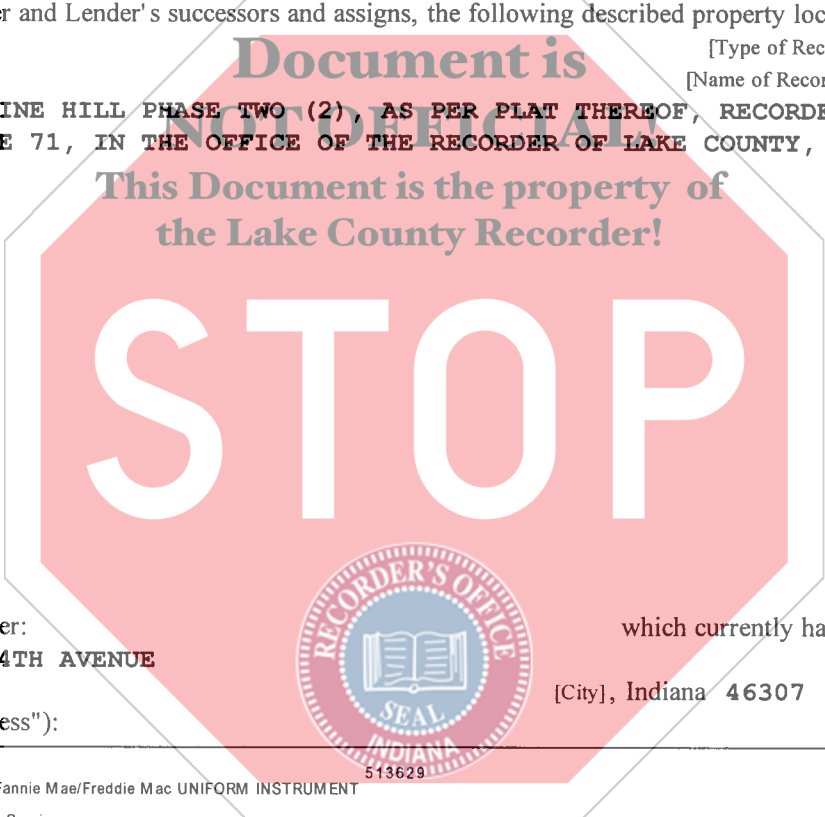 er and Lender's successors and assigns, the following described property loc
Document is
[Type of Rec
[Name of Recor
INE HILL PHASE TWO (2), AS PER PLAT THEREOF, RECORDE
NOT OFFICIAL!
E 71, IN THE OFFICE OF THE RECORDER OF LAKE COUNTY,
This Document is the property of
the Lake County Recorder!
STOP
RECORDER'S OFFICE
SEAL
INDIANA
er: which currently ha
4TH AVENUE
[City], Indiana 46307
ess"):
513629
Fannie Mae/Freddie Mac UNIFORM INSTRUMENT